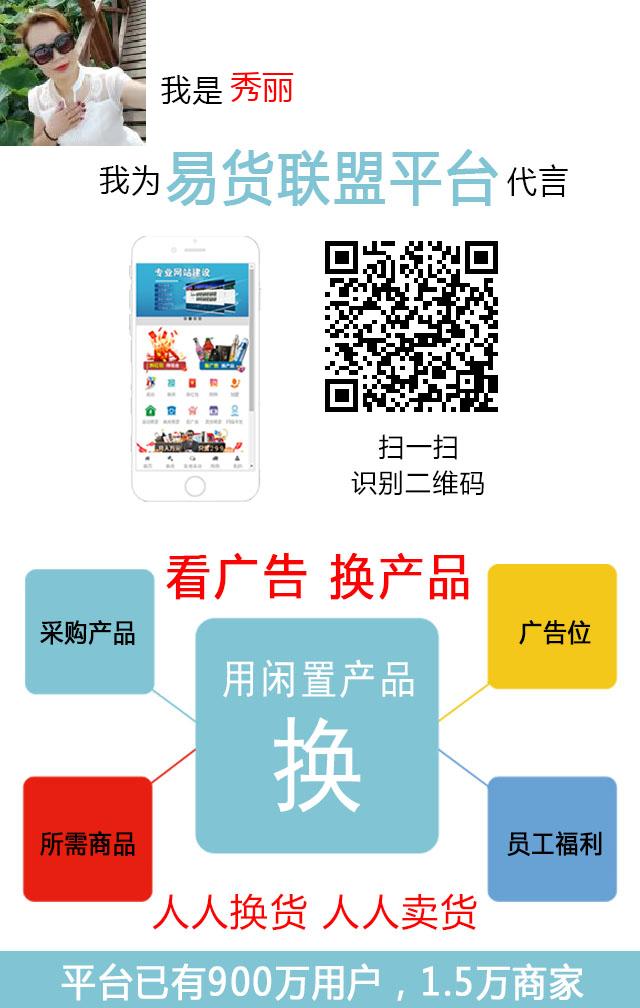 我是 秀丽
我为 易货联盟平台 代言
专业网站建设
扫一扫
识别二维码
看广告 换产品
采购产品
广告位
用闲置产品
换
所需商品
员工福利
人人换货 人人卖货
平台已有900万用户，1.5万商家